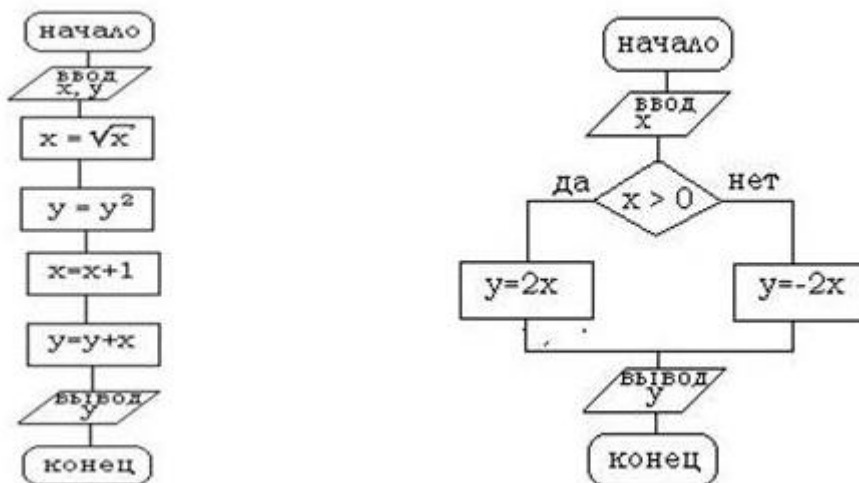 начало
ввод
x, y
x = √x
y = y²
x=x+1
y=y+x
вывод
y
конец
начало
ввод
x
да
x > 0
нет
y=2x
y=-2x
вывод
y
конец